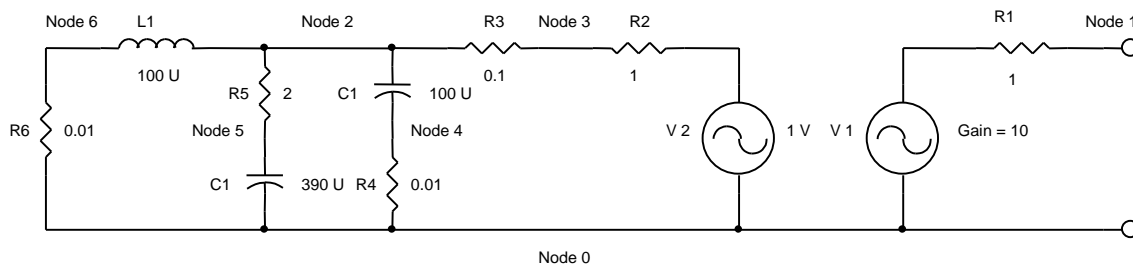 Node 6
L1
Node 2
R3
Node 3
R2
R1
Node 1
100 U
0.1
1
1
R5
2
C1
100 U
R6
0.01
Node 5
Node 4
V 2
1 V
V 1
Gain = 10
C1
390 U
R4
0.01
Node 0